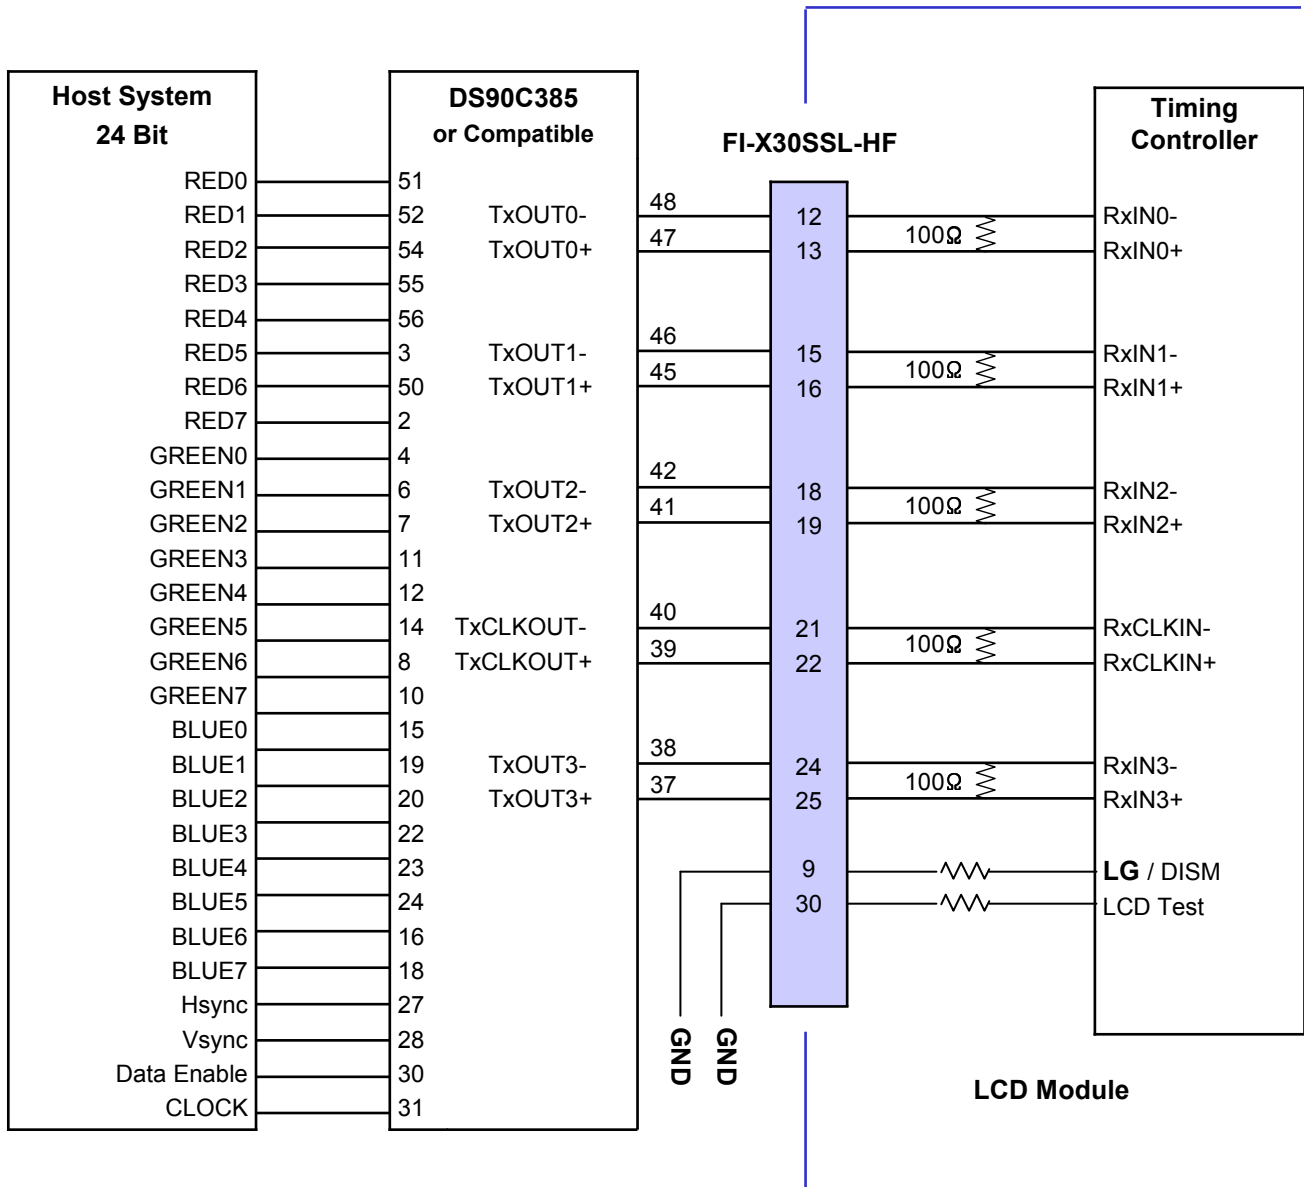 Host System
24 Bit
RED0
RED1
RED2
RED3
RED4
RED5
RED6
RED7
GREEN0
GREEN1
GREEN2
GREEN3
GREEN4
GREEN5
GREEN6
GREEN7
BLUE0
BLUE1
BLUE2
BLUE3
BLUE4
BLUE5
BLUE6
BLUE7
Hsync
Vsync
Data Enable
CLOCK
DS90C385
or Compatible
51
52
54
55
56
3
50
2
4
6
7
11
12
14
8
10
15
19
20
22
23
24
16
18
27
28
30
31
TxOUT0-
TxOUT0+
TxOUT1-
TxOUT1+
TxOUT2-
TxOUT2+
TxCLKOUT-
TxCLKOUT+
TxOUT3-
TxOUT3+
48
47
46
45
42
41
40
39
38
37
GND
GND
FI-X30SSL-HF
12
13
15
16
18
19
21
22
24
25
9
30
100Ω
100Ω
100Ω
100Ω
100Ω
Timing
Controller
RxIN0-
RxIN0+
RxIN1-
RxIN1+
RxIN2-
RxIN2+
RxCLKIN-
RxCLKIN+
RxIN3-
RxIN3+
LG / DISM
LCD Test
LCD Module